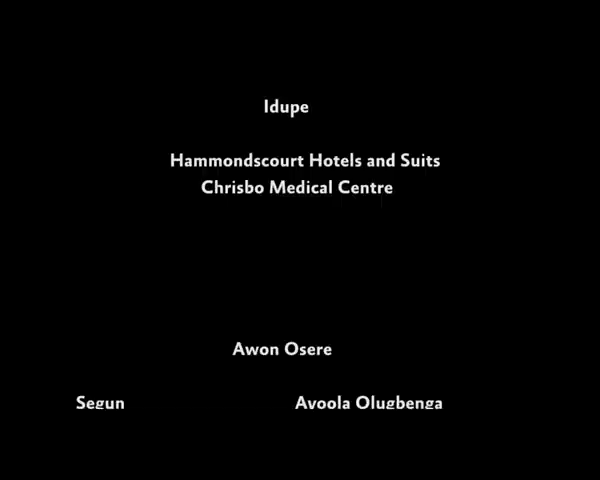 Idupe
Hammondscourt Hotels and Suits
Chrisbo Medical Centre
Awon Osere
Segun Ayoola Olugbenga